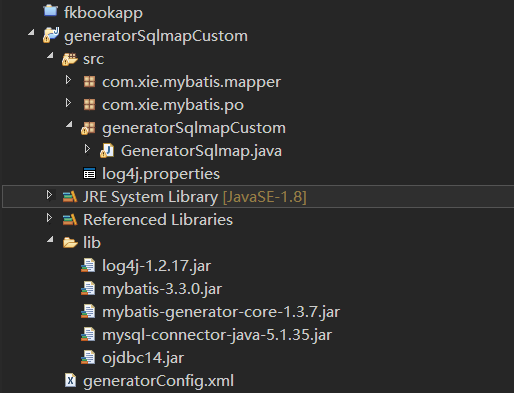 fkbookapp
generatorSqlmapCustom
src
com.xie.mybatis.mapper
com.xie.mybatis.po
generatorSqlmapCustom
GeneratorSqlmap.java
log4j.properties
JRE System Library [JavaSE-1.8]
Referenced Libraries
lib
log4j-1.2.17.jar
mybatis-3.3.0.jar
mybatis-generator-core-1.3.7.jar
mysql-connector-java-5.1.35.jar
ojdbc14.jar
generatorConfig.xml